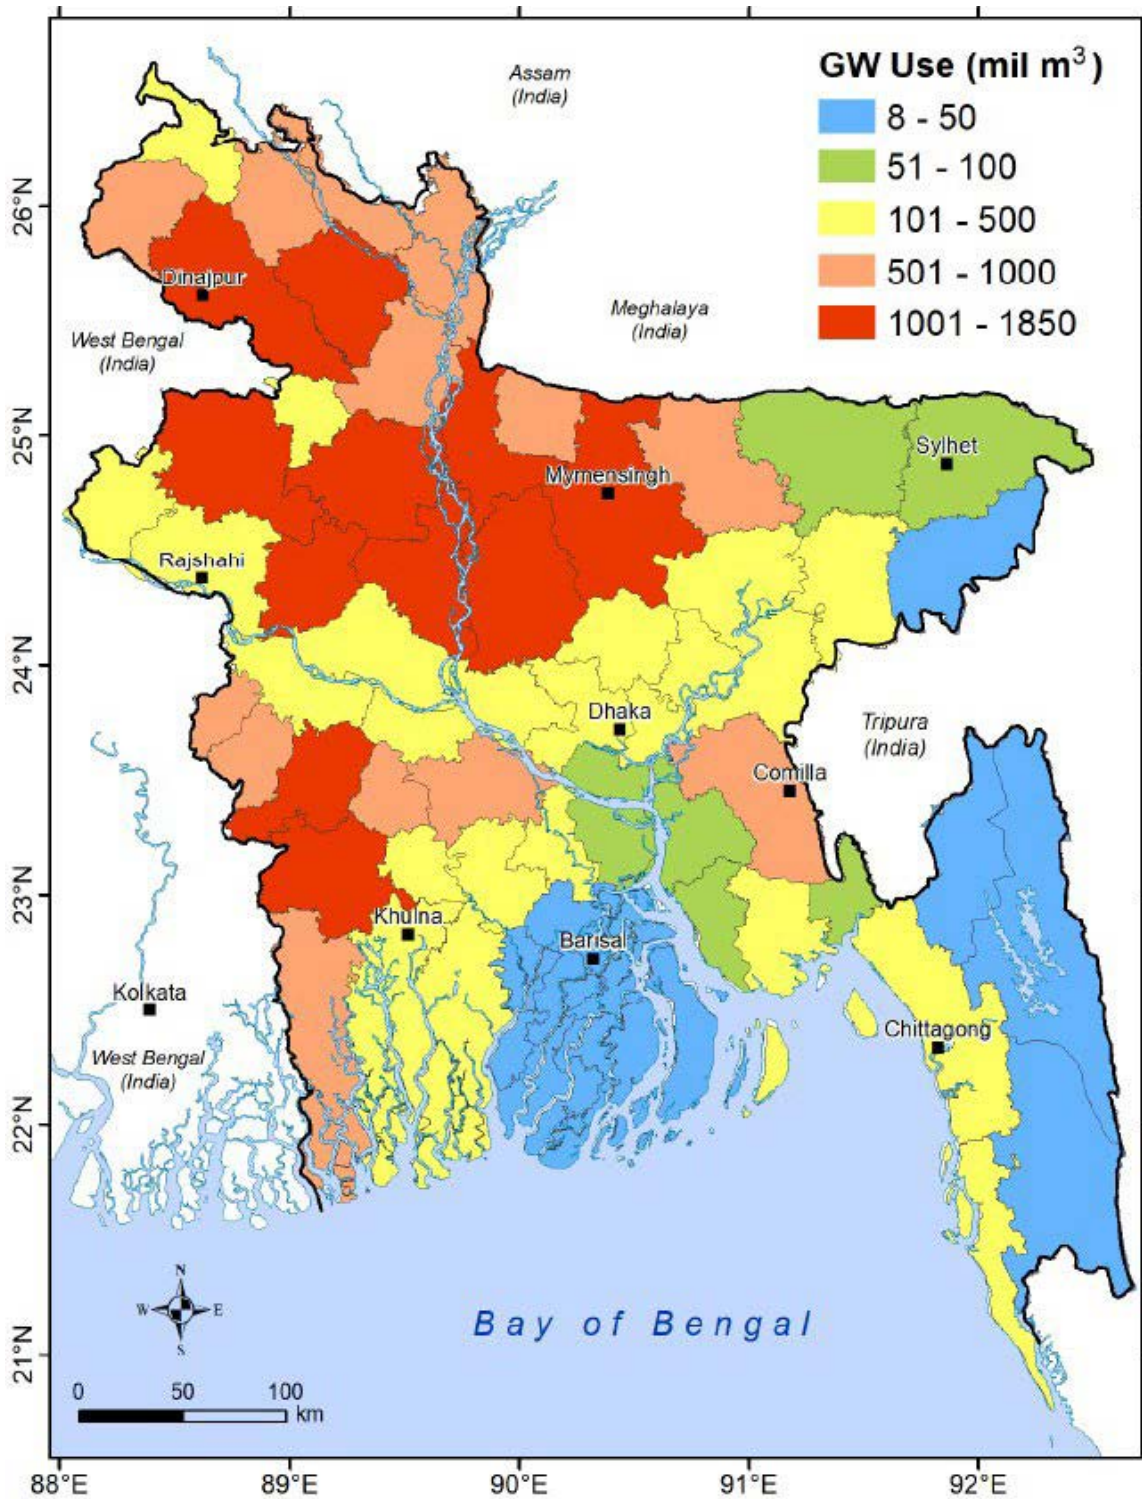 Assam
(India)
GW Use (mil m³)
8 - 50
51 - 100
101 - 500
501 - 1000
1001 - 1850
26°N
Dinajpur
Meghalaya
(India)
West Bengal
(India)
25°N
Sylhet
Mymensingh
Rajshahi
24°N
Dhaka
Tripura
(India)
Comilla
23°N
Khulna
Barisal
Kolkata
Chittagong
West Bengal
(India)
22°N
N
W E
S
Bay of Bengal
21°N
0 50 100
km
88°E 89°E 90°E 91°E 92°E